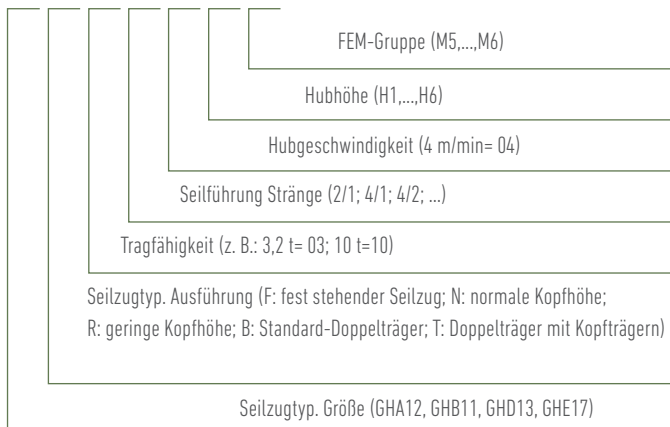 FEM-Gruppe (M5,...,M6)
Hubhöhe (H1,...,H6)
Hubgeschwindigkeit (4 m/min= 04)
Seilführung Stränge (2/1; 4/1; 4/2; ...)
Tragfähigkeit (z. B.: 3,2 t= 03; 10 t=10)
Seilzugtyp. Ausführung (F: fest stehender Seilzug; N: normale Kopfhöhe;
R: geringe Kopfhöhe; B: Standard-Doppelträger; T: Doppelträger mit Kopfträgern)
Seilzugtyp. Größe (GHA12, GHB11, GHD13, GHE17)